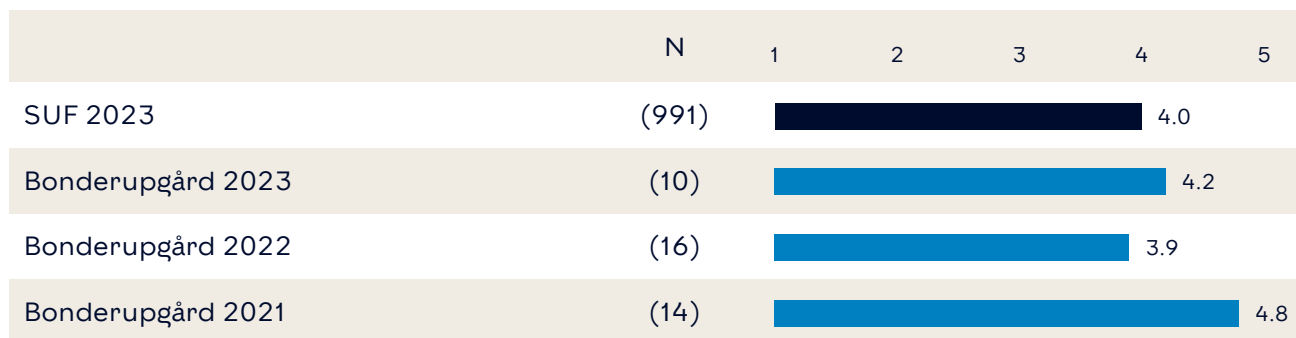 N 1 2 3 4 5
SUF 2023 (991) 4.0
Bonderupgård 2023 (10) 4.2
Bonderupgård 2022 (16) 3.9
Bonderupgård 2021 (14) 4.8